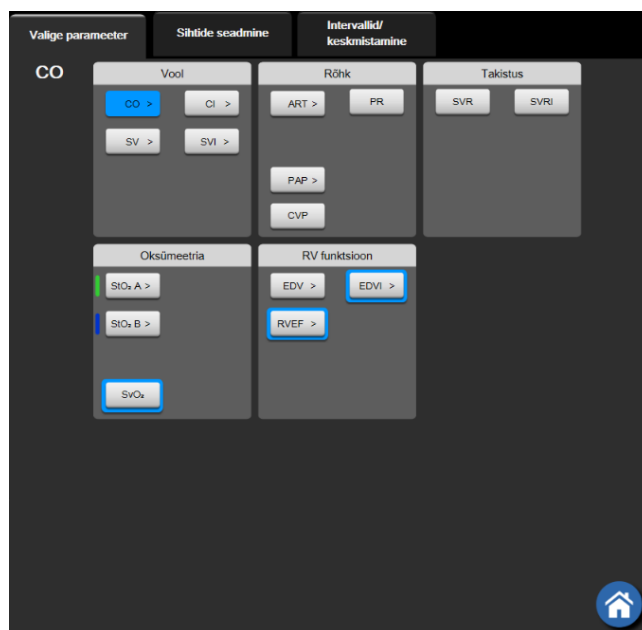 Valige parameeter
Sihtide seadmine
Intervallid/
keskmistamine
CO
Vool
CO >
CI >
SV >
SVI >
Rõhk
ART >
PR
PAP >
CVP
Takistus
SVR
SVRI
Oksümeetria
StO₂ A >
StO₂ B >
SvO₂
RV funktsioon
EDV >
EDVI >
RVEF >